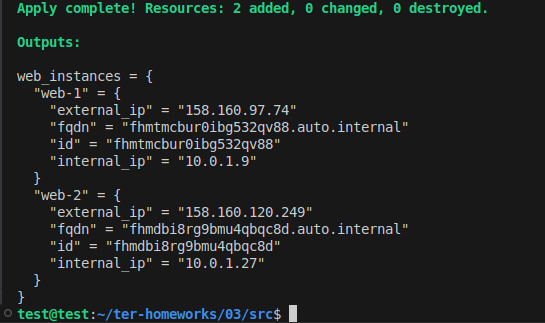 Apply complete! Resources: 2 added, 0 changed, 0 destroyed.
Outputs:
web_instances = {
"web-1" = {
"external_ip" = "158.160.97.74"
"fqdn" = "fhmtmcbur0ibg532qv88.auto.internal"
"id" = "fhmtmcbur0ibg532qv88"
"internal_ip" = "10.0.1.9"
}
"web-2" = {
"external_ip" = "158.160.120.249"
"fqdn" = "fhmdbi8rg9bmu4qbqc8d.auto.internal"
"id" = "fhmdbi8rg9bmu4qbqc8d"
"internal_ip" = "10.0.1.27"
}
}
test@test:~/ter-homeworks/03/src$